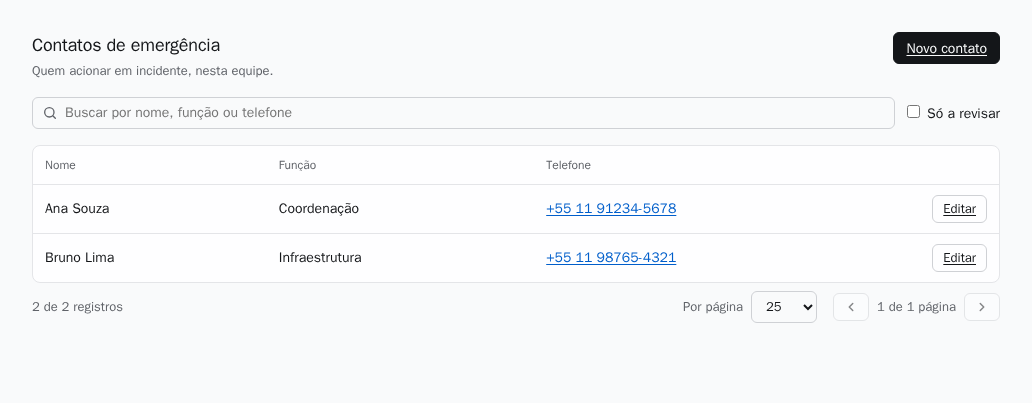 Contatos de emergência
Novo contato
Quem acionar em incidente, nesta equipe.
Buscar por nome, função ou telefone
Só a revisar
Nome Função Telefone
Ana Souza Coordenação +55 11 91234-5678 Editar
Bruno Lima Infraestrutura +55 11 98765-4321 Editar
2 de 2 registros Por página 25 1 de 1 página